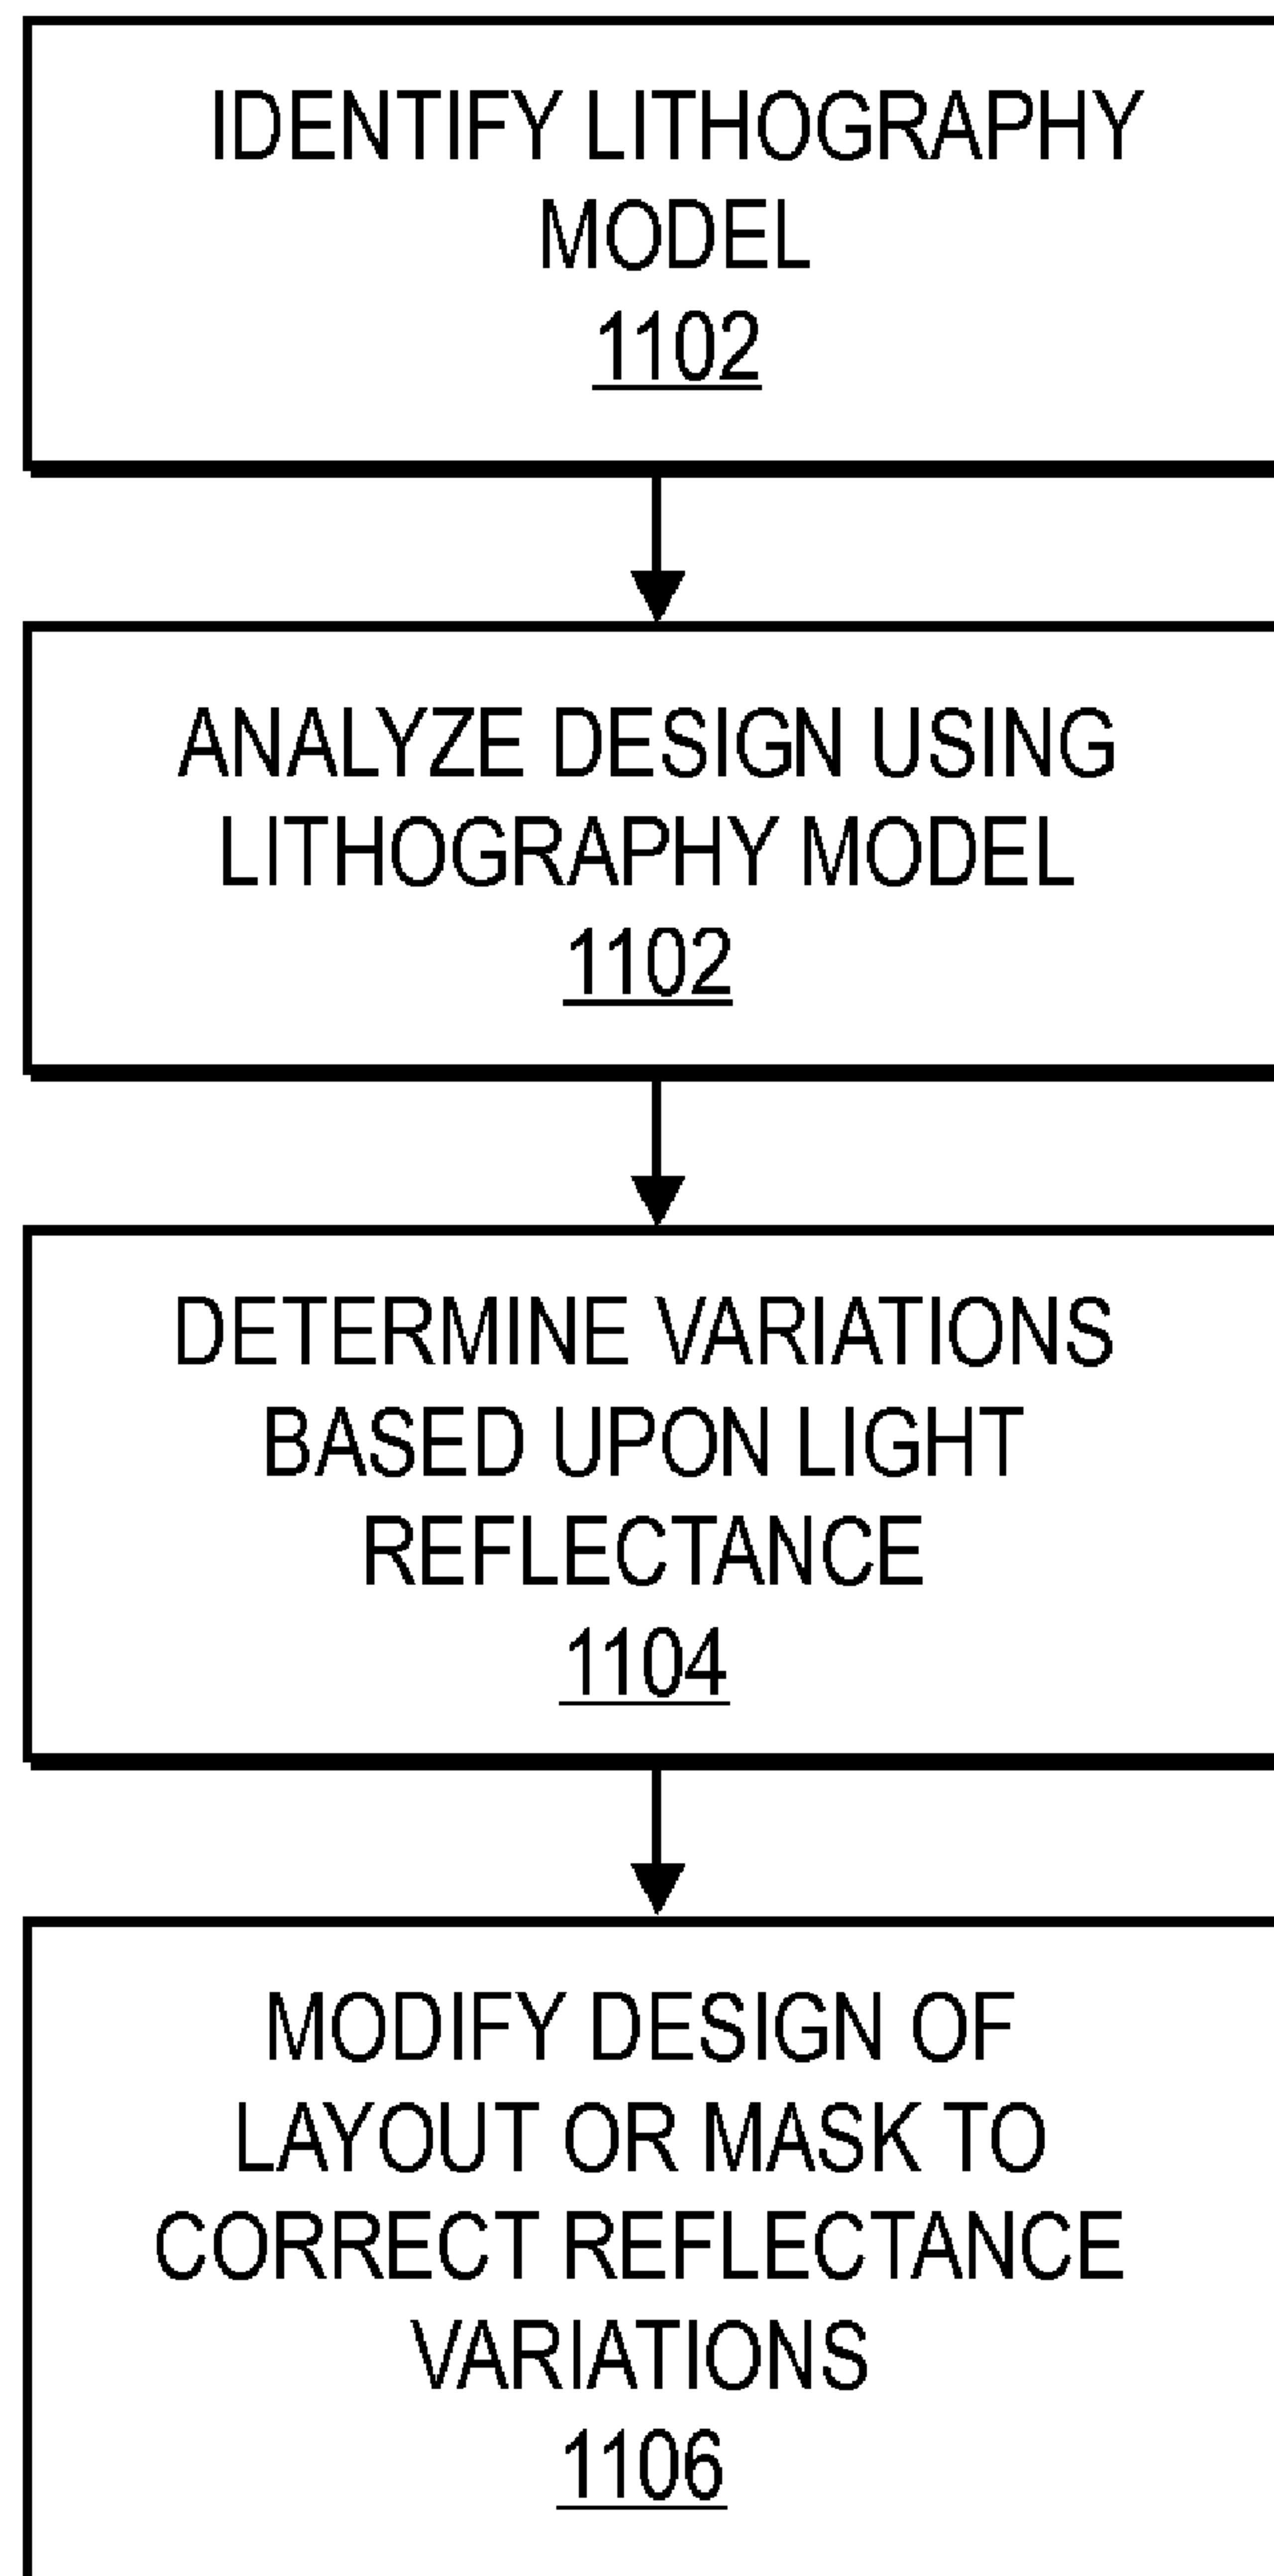 IDENTIFY LITHOGRAPHY
MODEL
1102
ANALYZE DESIGN USING
LITHOGRAPHY MODEL
1102
DETERMINE VARIATIONS
BASED UPON LIGHT
REFLECTANCE
1104
MODIFY DESIGN OF
LAYOUT OR MASK TO
CORRECT REFLECTANCE
VARIATIONS
1106